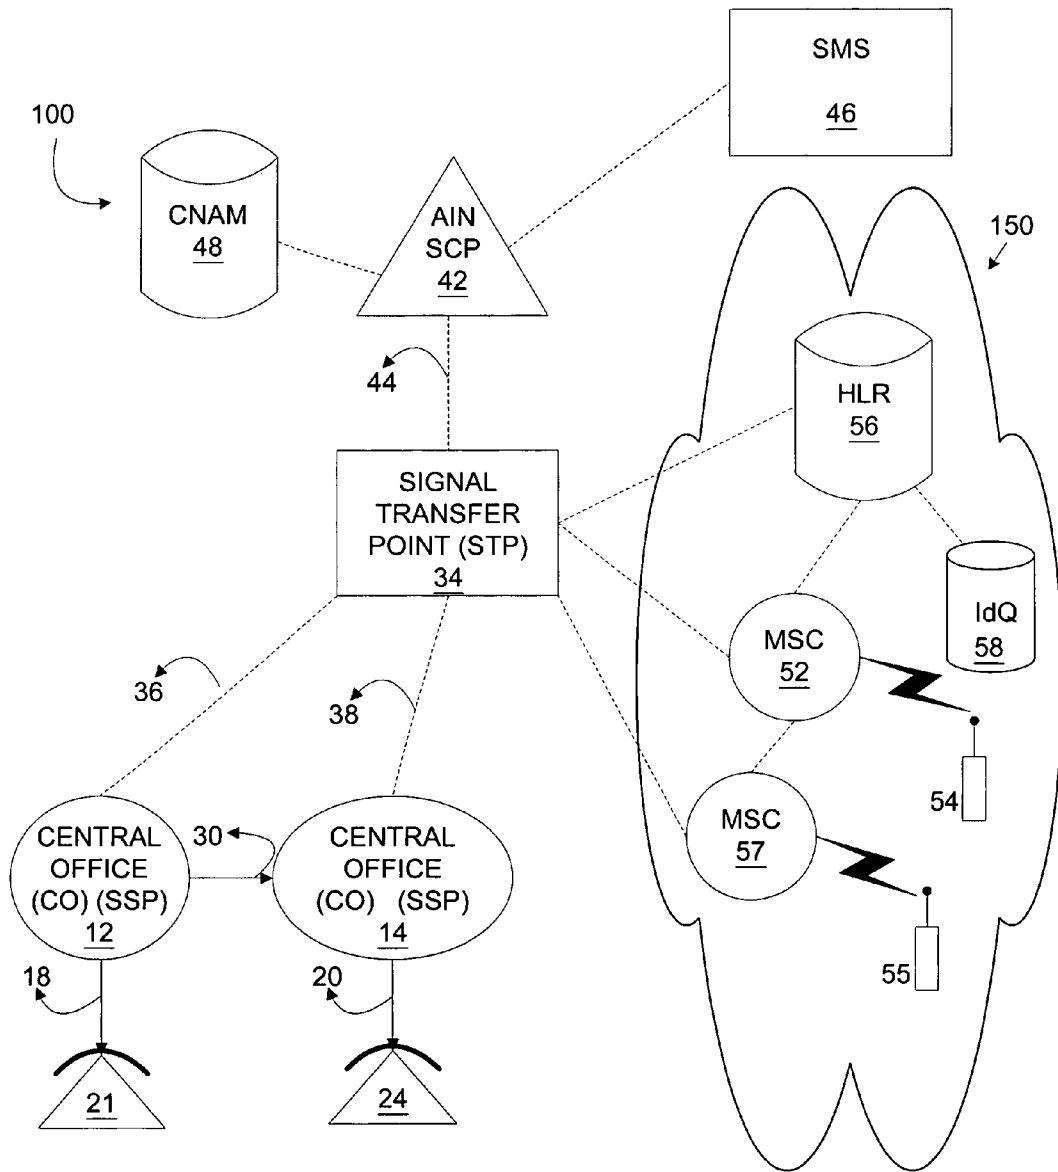 SMS
46
100
CNAM
48
AIN
SCP
42
150
44
HLR
56
SIGNAL
TRANSFER
POINT (STP)
34
IdQ
58
MSC
52
36
38
54
MSC
57
CENTRAL
OFFICE
(CO) (SSP)
12
30
CENTRAL
OFFICE
(CO) (SSP)
14
55
18
20
21
24